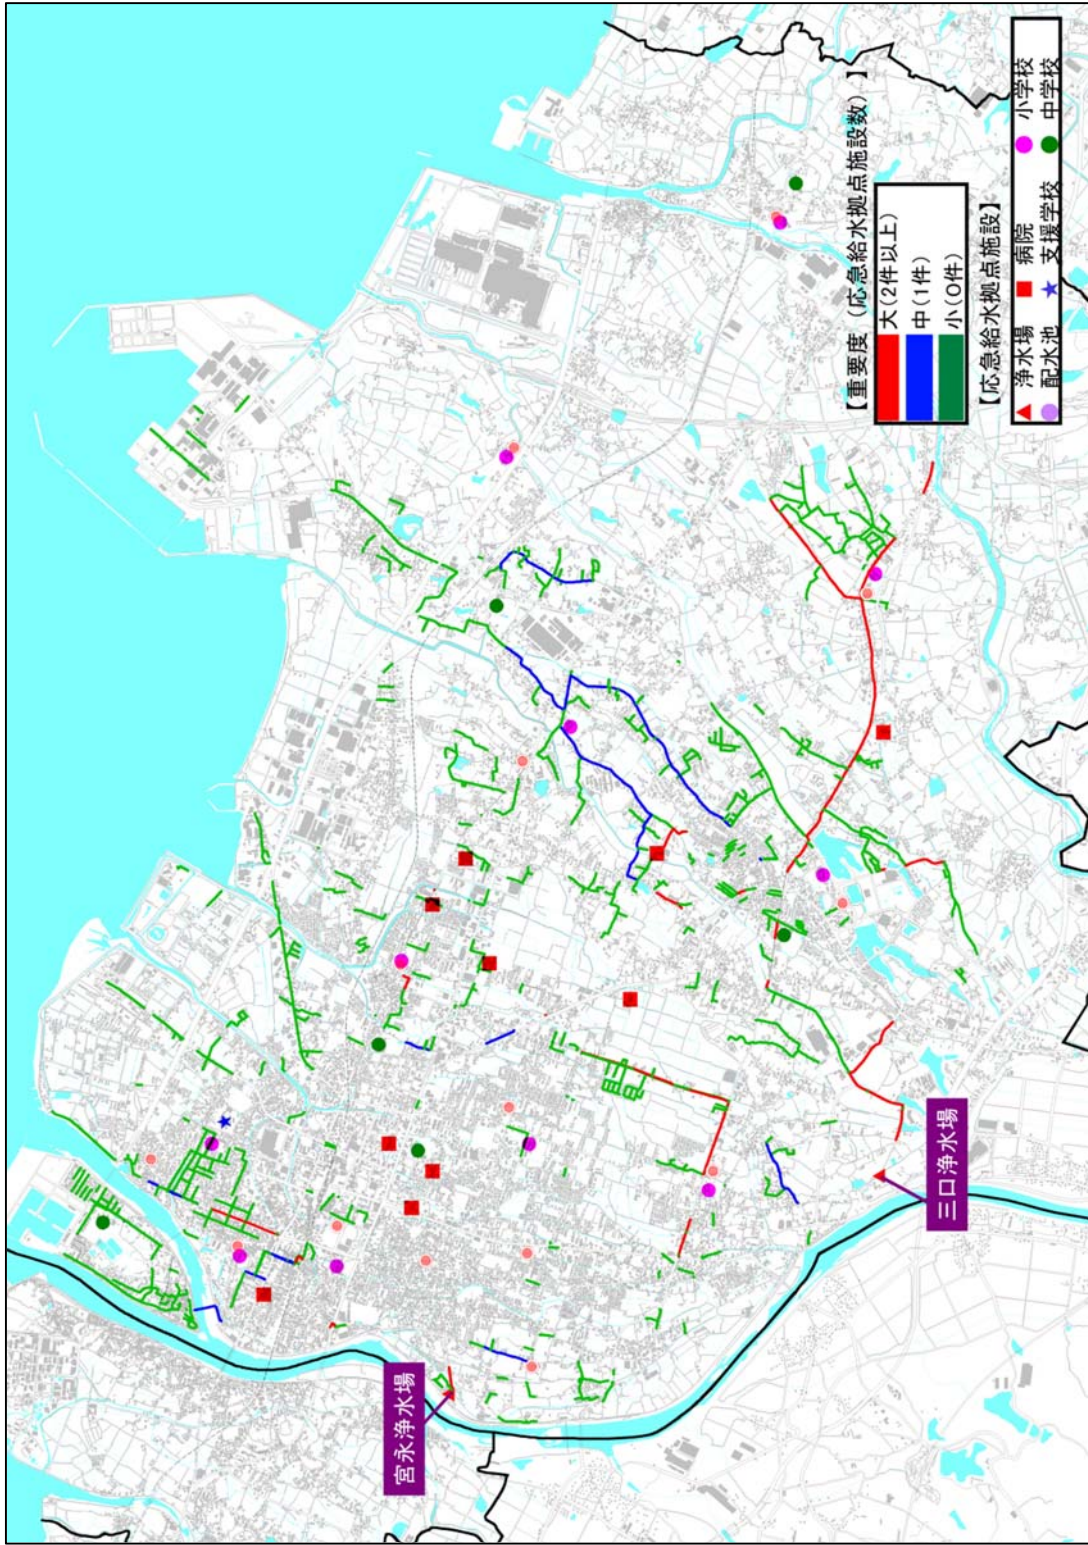 【重要度（応急給水拠点施設数）】
大(2件以上)
中(1件)
小(0件)
【応急給水拠点施設】
浄水場 病院 小学校
配水池 支援学校 中学校
宮永浄水場
三口浄水場